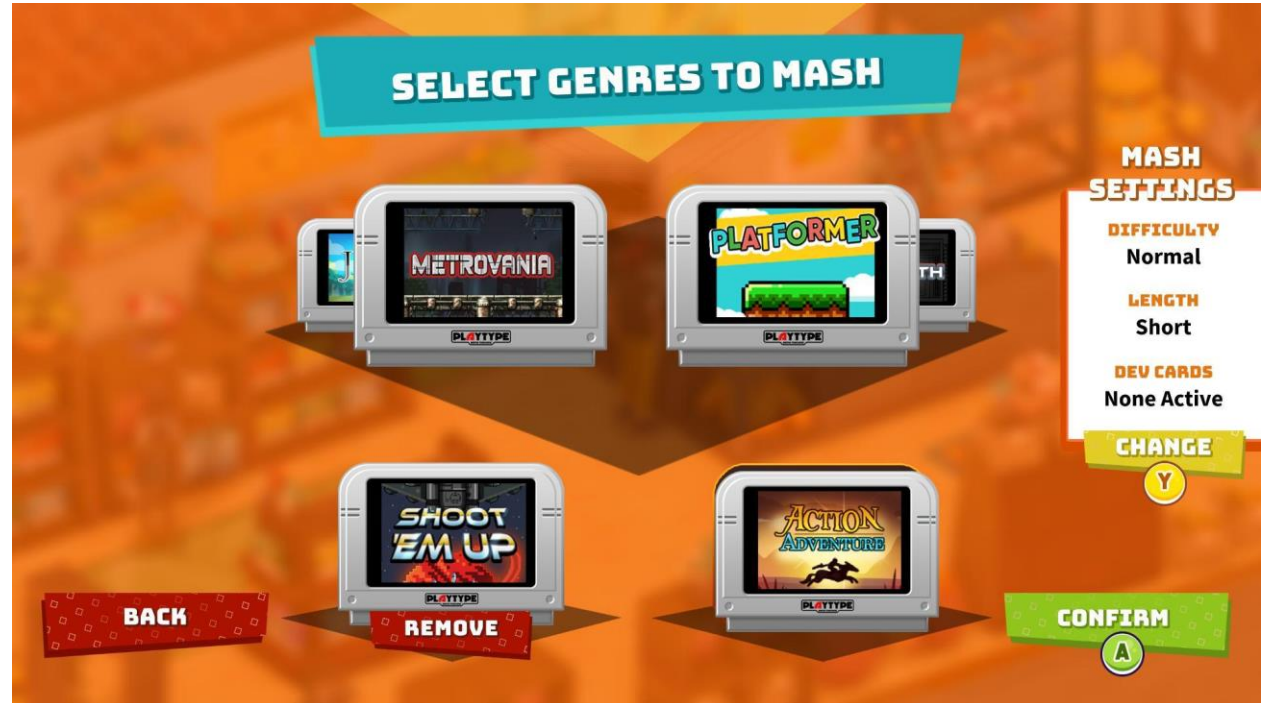 SELECT GENRES TO MASH
J
METROVANIA
PLATFORMER
TH
PLAYTYPE
PLAYTYPE
MASH
SETTINGS
DIFFICULTY
Normal
LENGTH
Short
DEV CARDS
None Active
CHANGE
Y
SHOOT
'EM UP
PLAYTYPE
ACTION
ADVENTURE
PLAYTYPE
BACK
REMOVE
CONFIRM
A